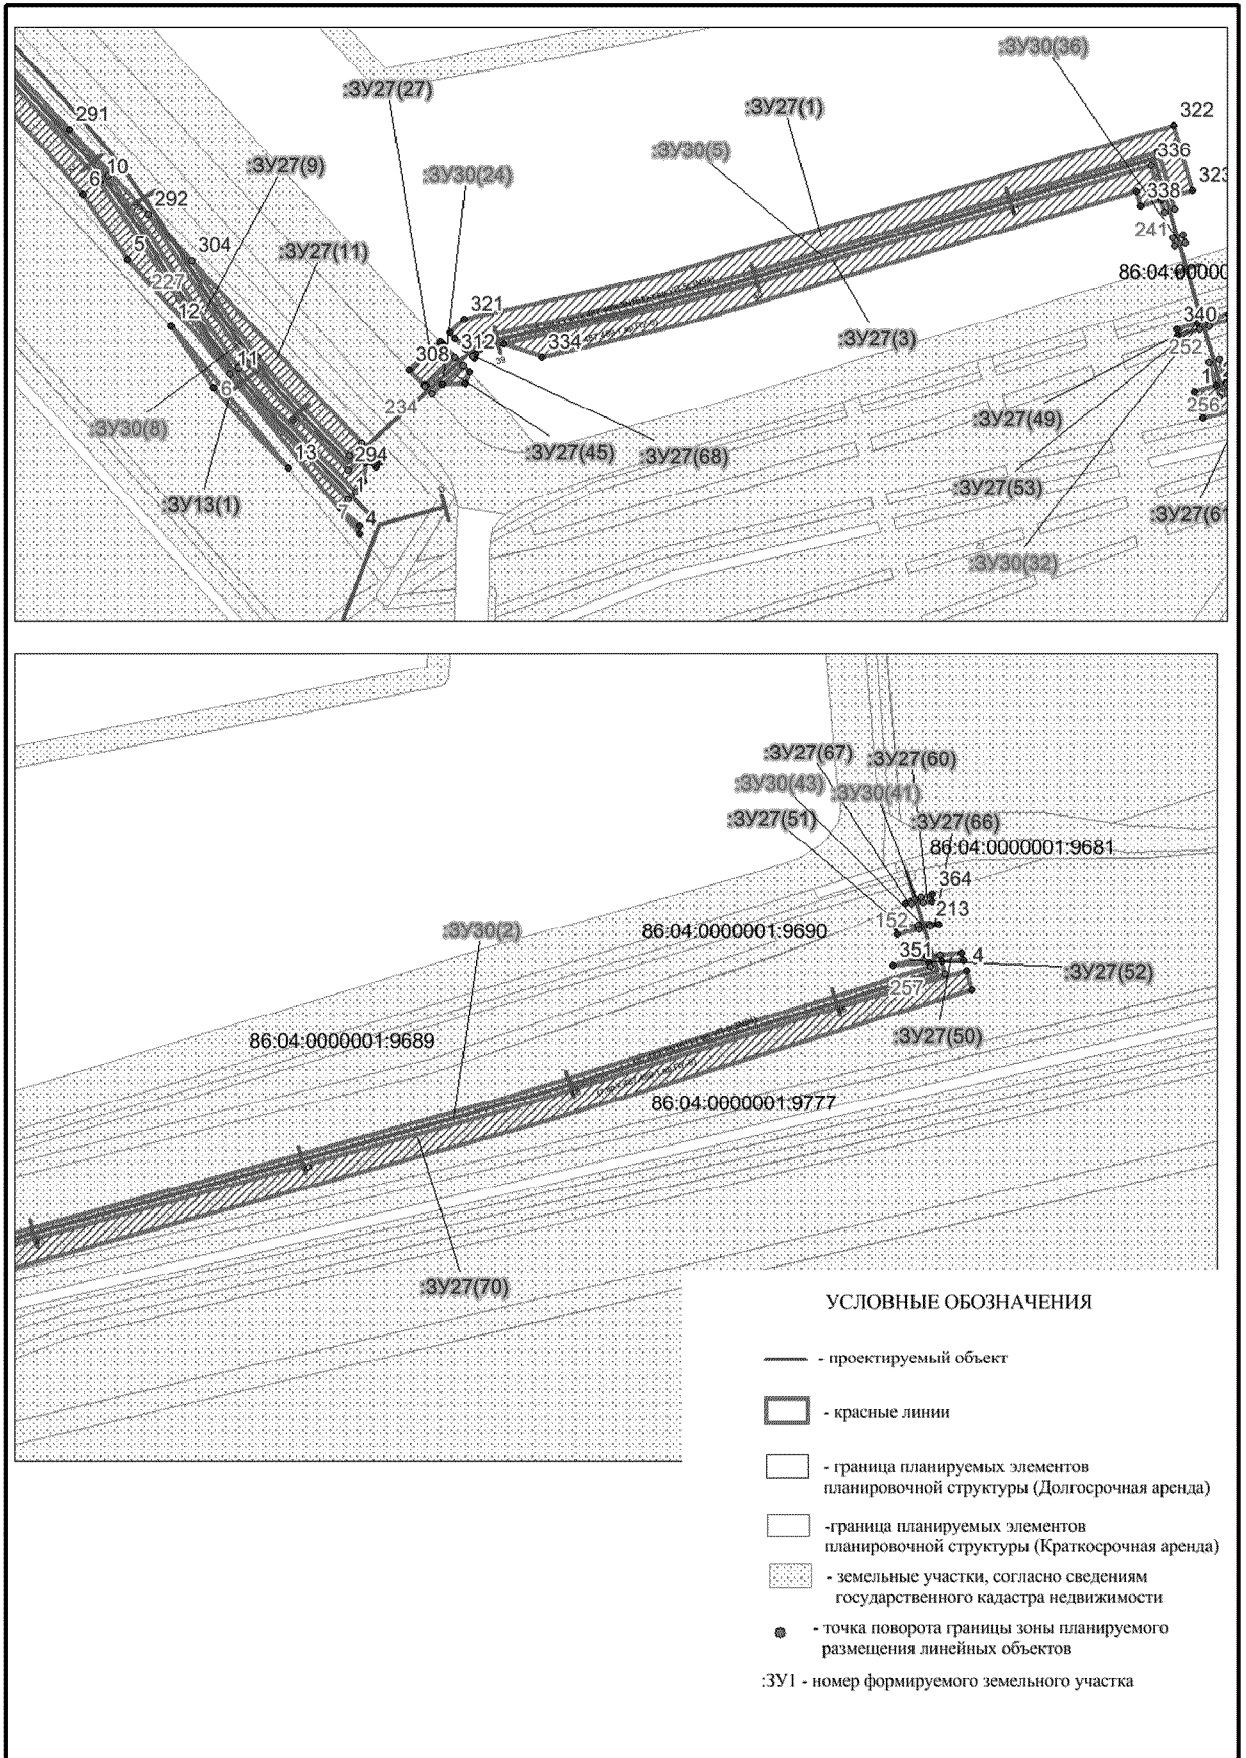 :ЗУ30(36)
:ЗУ27(27)
:ЗУ27(1)
291
322
:ЗУ30(5)
336
10
:ЗУ27(9)
:ЗУ30(24)
6
323
292
338
241
5
304
:ЗУ27(11)
227
86:04:00000
12
321
340
312
:ЗУ27(3)
334
308
39
252
11
1
6
234
256
:ЗУ27(49)
:ЗУ30(8)
13
294
:ЗУ27(45)
:ЗУ27(68)
:ЗУ27(53)
:ЗУ13(1)
1
7
4
:ЗУ27(61
:ЗУ30(32)
:ЗУ27(67)
:ЗУ27(60)
:ЗУ30(43)
:ЗУ30(41)
:ЗУ27(51)
:ЗУ27(66)
86:04:0000001:9681
364
213
152
86:04:0000001:9690
:ЗУ30(2)
351
1
4
:ЗУ27(52)
257
:ЗУ27(50)
86:04:0000001:9689
86:04:0000001:9777
:ЗУ27(70)
УСЛОВНЫЕ ОБОЗНАЧЕНИЯ
- проектируемый объект
- красные линии
- граница планируемых элементов
планировочной структуры (Долгосрочная аренда)
-граница планируемых элементов
планировочной структуры (Краткосрочная аренда)
- земельные участки, согласно сведениям
государственного кадастра недвижимости
- точка поворота границы зоны планируемого
размещения линейных объектов
:ЗУ1 - номер формируемого земельного участка